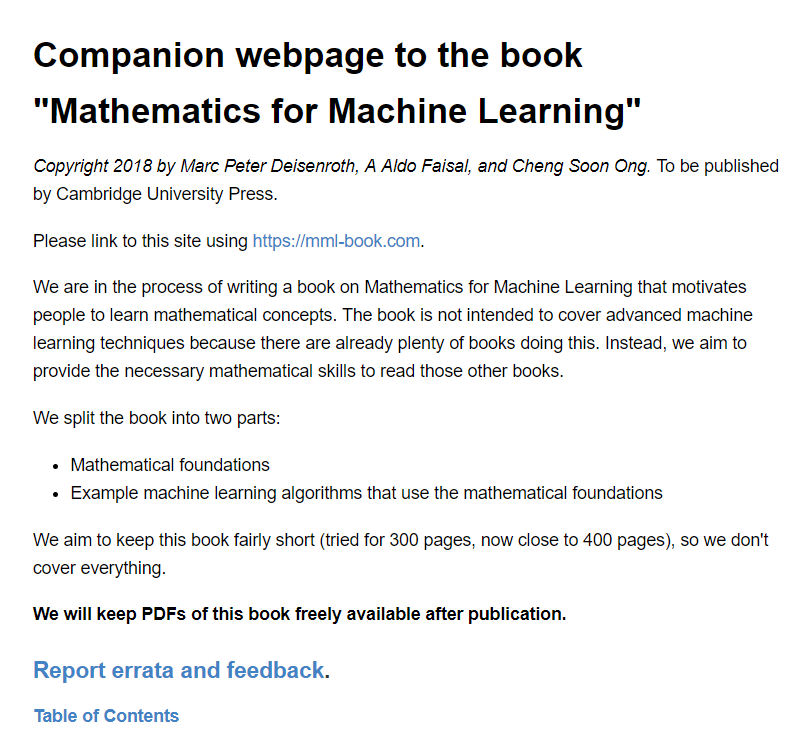 Companion webpage to the book
"Mathematics for Machine Learning"
Copyright 2018 by Marc Peter Deisenroth, A Aldo Faisal, and Cheng Soon Ong. To be published
by Cambridge University Press.
Please link to this site using https://mml-book.com.
We are in the process of writing a book on Mathematics for Machine Learning that motivates
people to learn mathematical concepts. The book is not intended to cover advanced machine
learning techniques because there are already plenty of books doing this. Instead, we aim to
provide the necessary mathematical skills to read those other books.
We split the book into two parts:
• Mathematical foundations
• Example machine learning algorithms that use the mathematical foundations
We aim to keep this book fairly short (tried for 300 pages, now close to 400 pages), so we don't
cover everything.
We will keep PDFs of this book freely available after publication.
Report errata and feedback.
Table of Contents